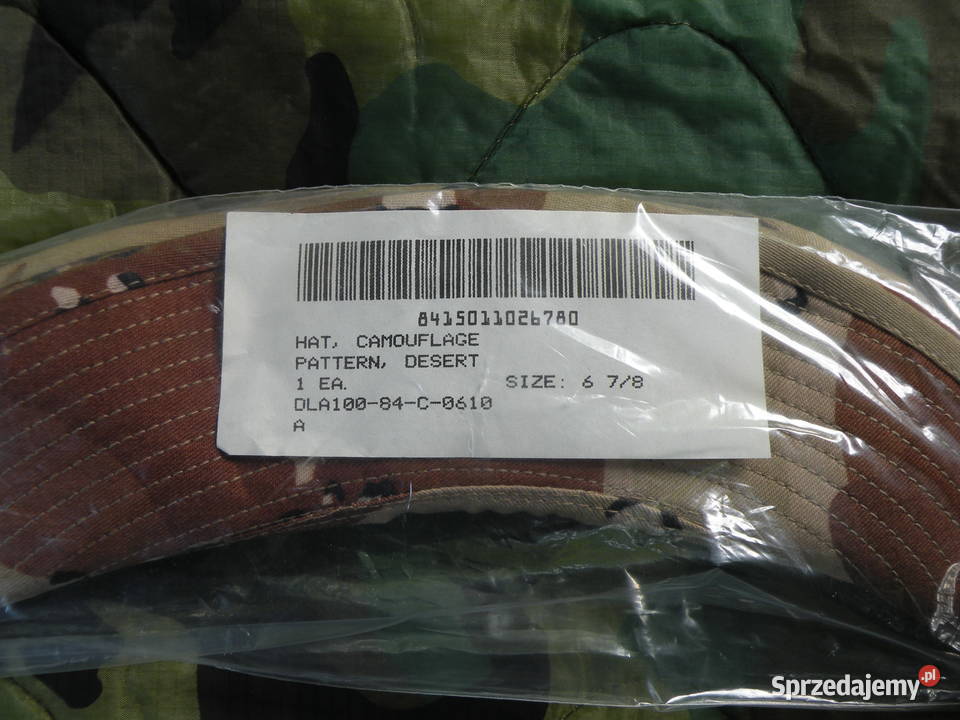 8415011026780
HAT, CAMOUFLAGE
PATTERN, DESERT
1 EA. SIZE: 6 7/8
DLA100-84-C-0610
A
Sprzedajemy.pl